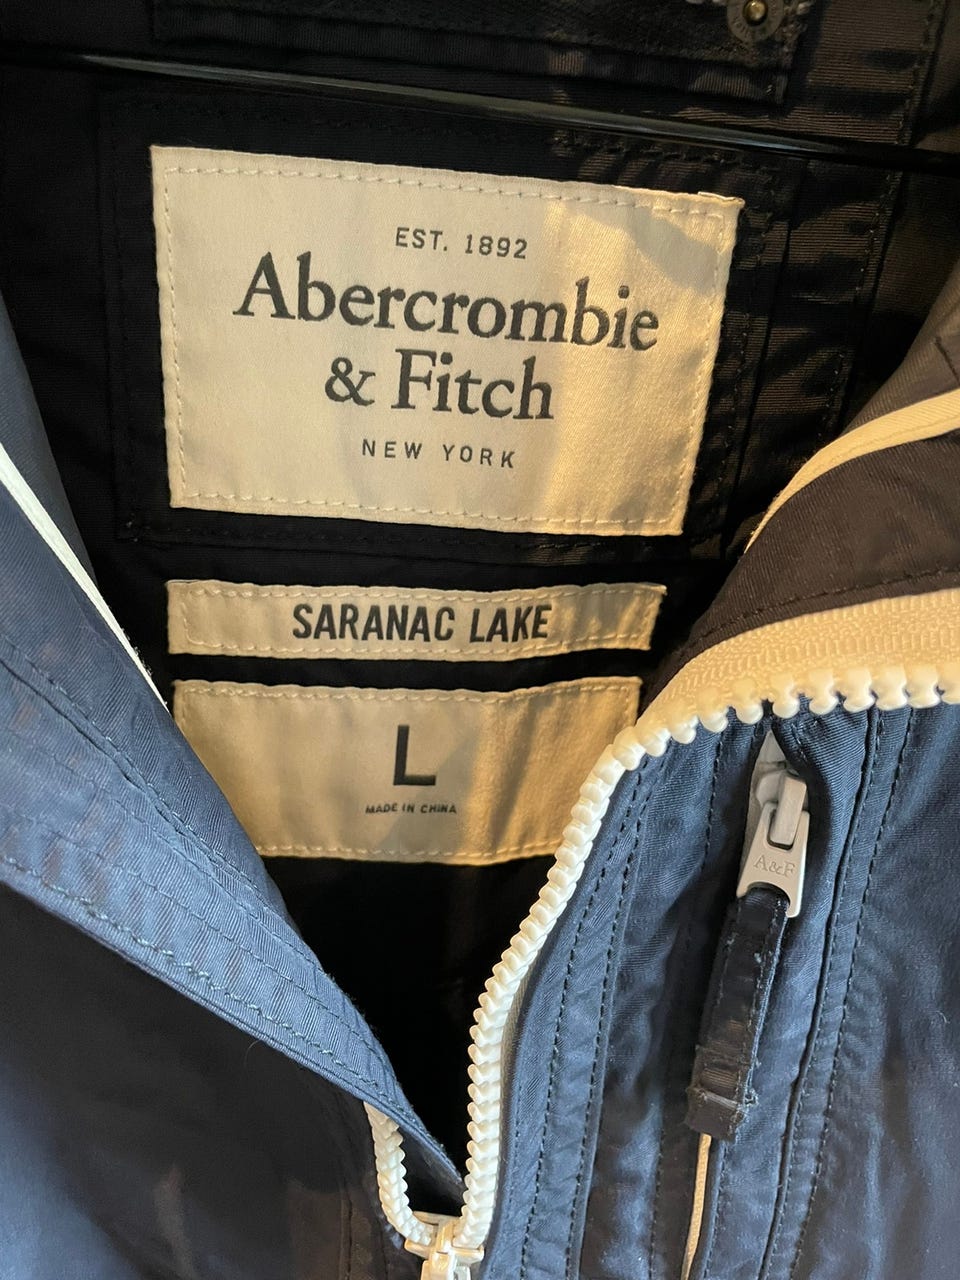 EST. 1892
Abercrombie
& Fitch
NEW YORK
SARANAC LAKE
L
MADE IN CHINA
A&F